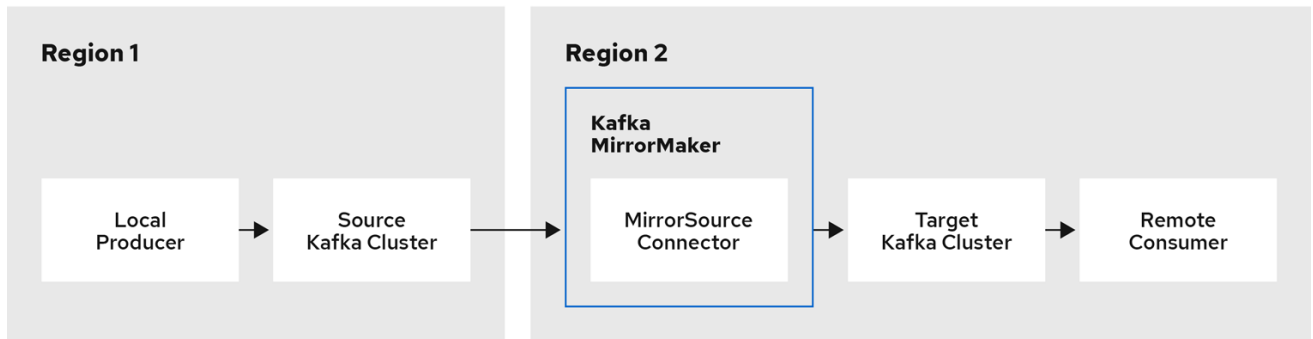 Region 1
Local
Producer
Source
Kafka Cluster
Region 2
Kafka
MirrorMaker
MirrorSource
Connector
Target
Kafka Cluster
Remote
Consumer